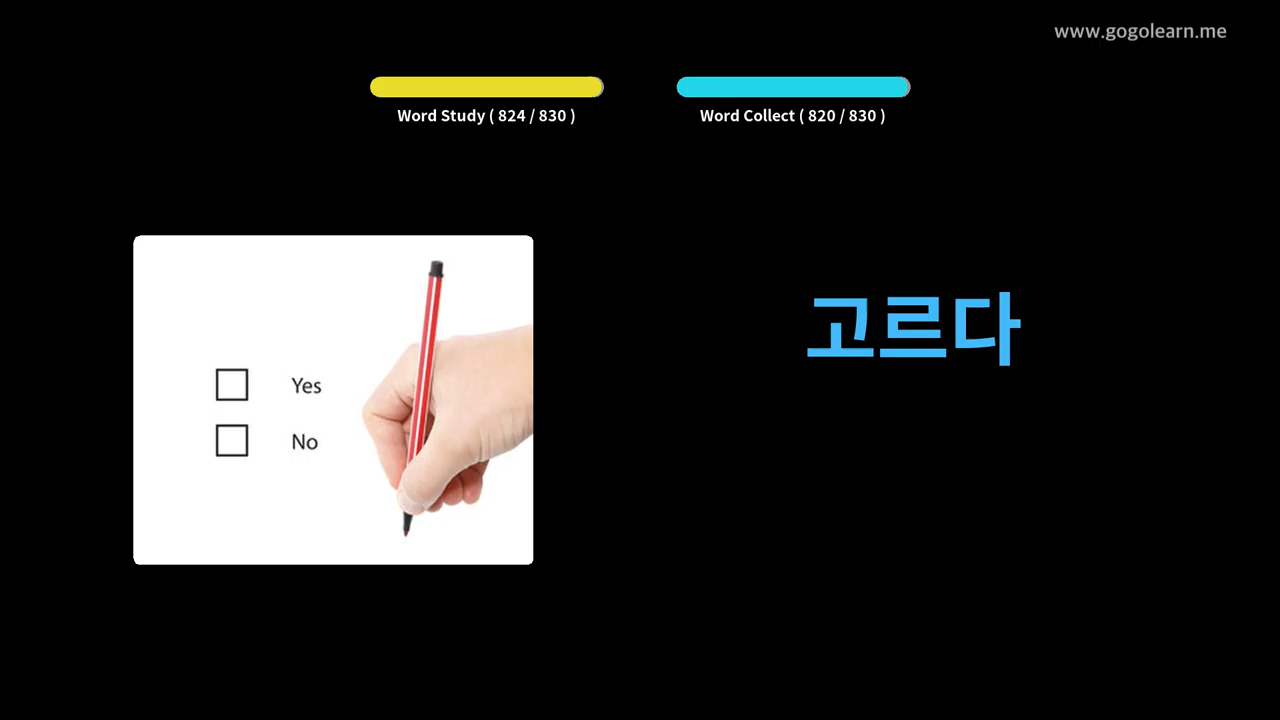 www.gogolearn.me
Word Study ( 824 / 830 )
Word Collect ( 820 / 830 )
고르다
Yes
No